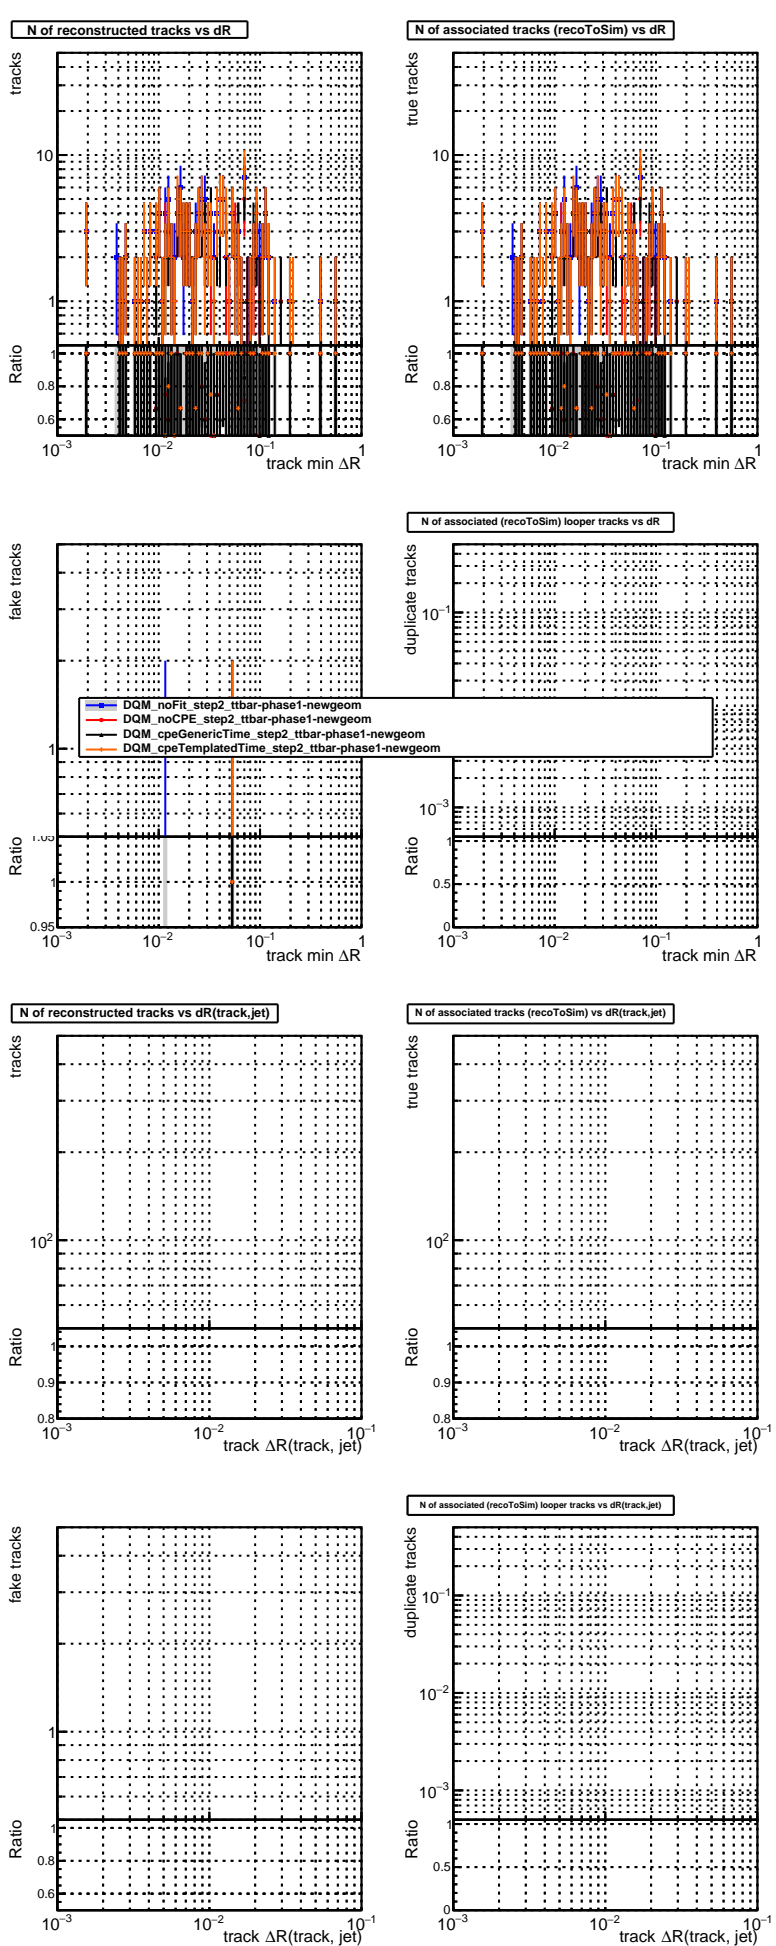 N of reconstructed tracks vs dR
N of associated tracks (recoToSim) vs dR
tracks
10
1
Ratio
1
0.8
0.6
10−3
10−2
10−1
1
track min ΔR
true tracks
10
1
Ratio
1
0.8
0.6
10−3
10−2
10−1
1
track min ΔR
N of associated (recoToSim) looper tracks vs dR
fake tracks
1
Ratio
1.05
1
0.95
10−3
10−2
10−1
1
track min ΔR
duplicate tracks
10−1
10−3
Ratio
1
0.5
0
10−3
10−2
10−1
1
track min ΔR
DQM_noFit_step2_ttbar-phase1-newgeom
DQM_noCPE_step2_ttbar-phase1-newgeom
DQM_cpeGenericTime_step2_ttbar-phase1-newgeom
DQM_cpeTemplatedTime_step2_ttbar-phase1-newgeom
N of reconstructed tracks vs dR(track,jet)
N of associated tracks (recoToSim) vs dR(track,jet)
tracks
102
Ratio
1
0.9
0.8
10−3
10−2
10−1
track ΔR(track, jet)
true tracks
102
Ratio
1
0.9
0.8
10−3
10−2
10−1
track ΔR(track, jet)
N of associated (recoToSim) looper tracks vs dR(track,jet)
fake tracks
1
Ratio
1
0.8
0.6
10−3
10−2
10−1
track ΔR(track, jet)
duplicate tracks
10−1
10−2
10−3
Ratio
1
0.5
0
10−3
10−2
10−1
track ΔR(track, jet)